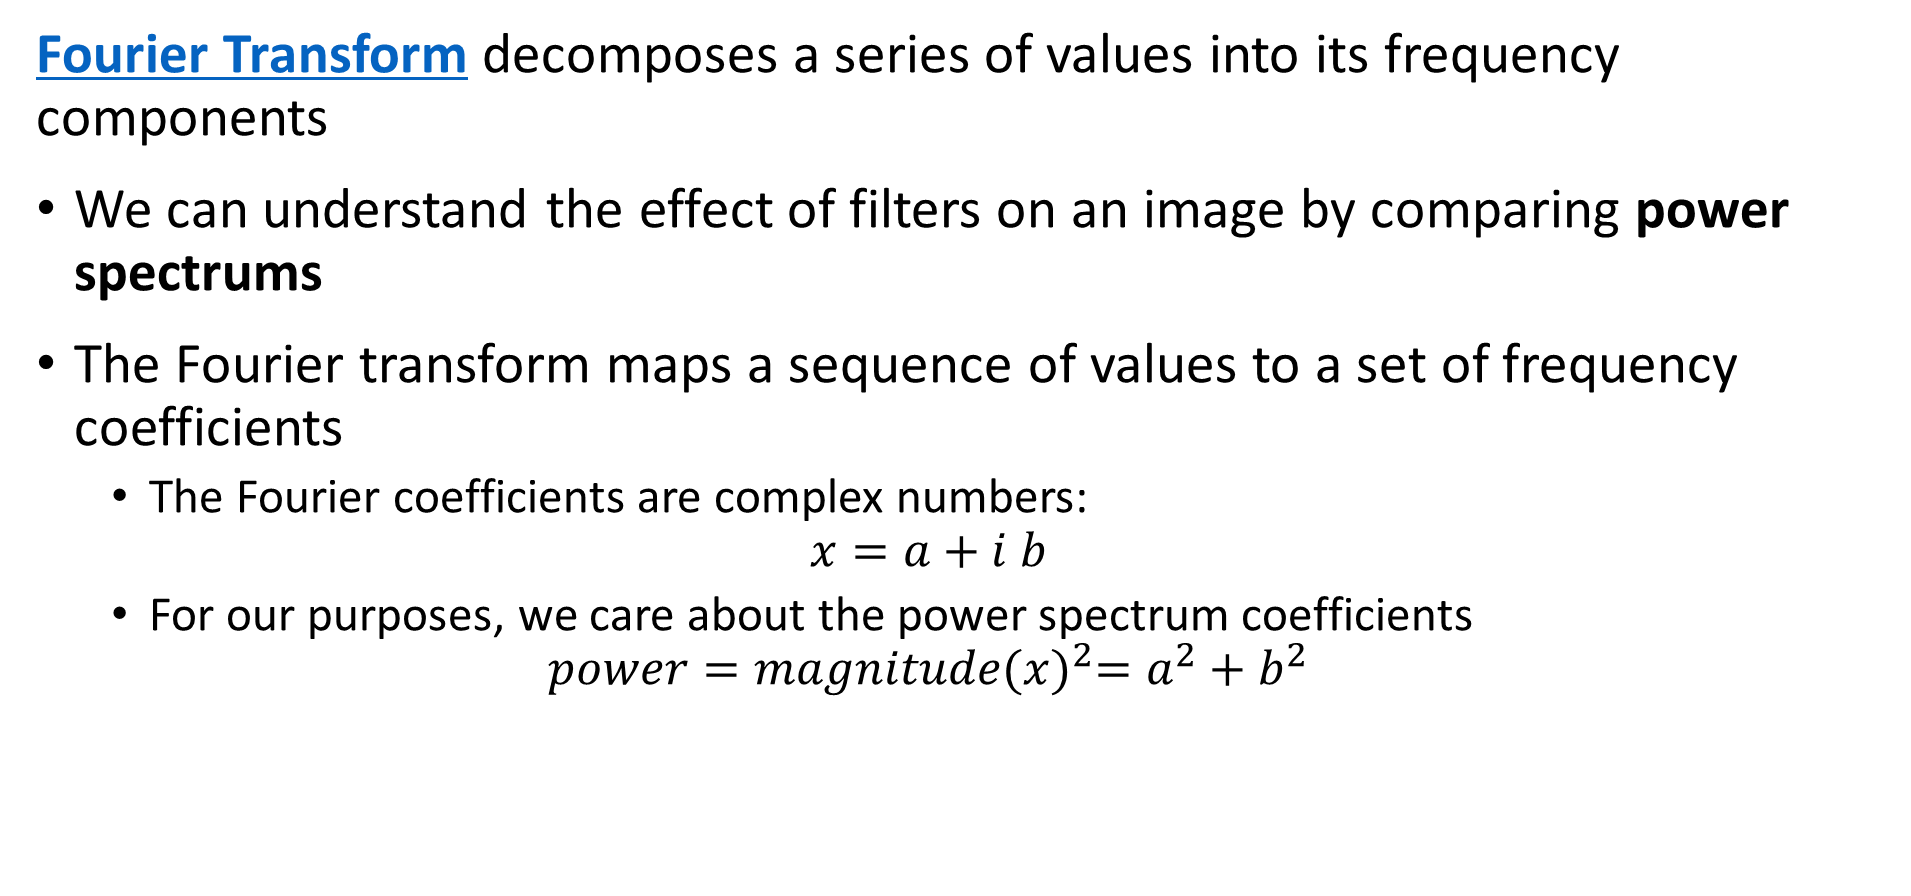 Fourier Transform decomposes a series of values into its frequency
components
• We can understand the effect of filters on an image by comparing power
spectrums
• The Fourier transform maps a sequence of values to a set of frequency
coefficients
• The Fourier coefficients are complex numbers:
x = a + i b
• For our purposes, we care about the power spectrum coefficients
power = magnitude(x)²= a² + b²